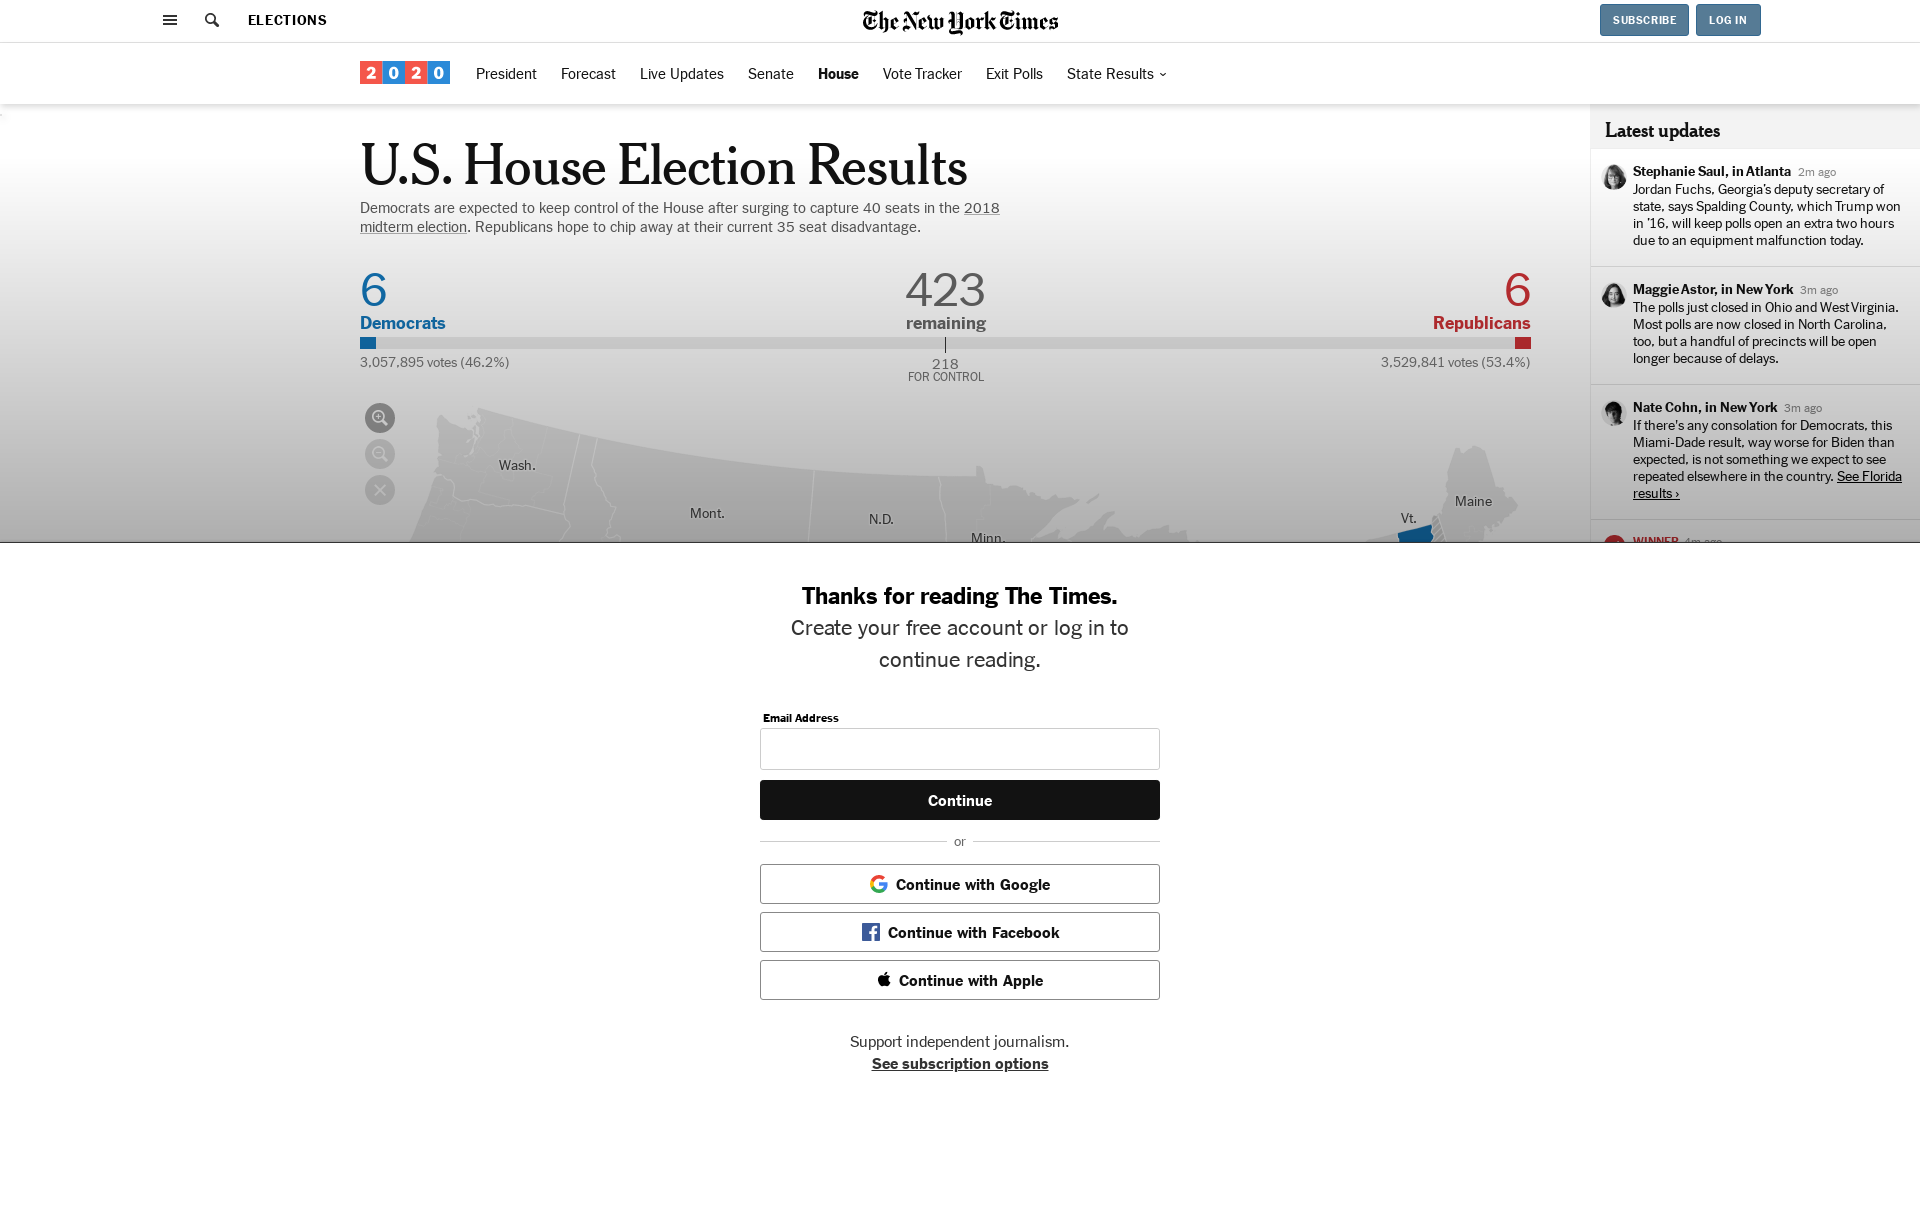 ELECTIONS
The New York Times
SUBSCRIBE
LOG IN
2020
President
Forecast
Live Updates
Senate
House
Vote Tracker
Exit Polls
State Results
U.S. House Election Results
Democrats are expected to keep control of the House after surging to capture 40 seats in the 2018
midterm election. Republicans hope to chip away at their current 35 seat disadvantage.
6
423
6
Democrats
remaining
Republicans
3,057,895 votes (46.2%)
218
FOR CONTROL
3,529,841 votes (53.4%)
Wash.
Mont.
N.D.
Minn.
Vt.
Maine
Latest updates
Stephanie Saul, in Atlanta 2m ago
Jordan Fuchs, Georgia’s deputy secretary of
state, says Spalding County, which Trump won
in ’16, will keep polls open an extra two hours
due to an equipment malfunction today.
Maggie Astor, in New York 3m ago
The polls just closed in Ohio and West Virginia.
Most polls are now closed in North Carolina,
too, but a handful of precincts will be open
longer because of delays.
Nate Cohn, in New York 3m ago
If there’s any consolation for Democrats, this
Miami-Dade result, way worse for Biden than
expected, is not something we expect to see
repeated elsewhere in the country. See Florida
results ›
WINNER 4m ago
Thanks for reading The Times.
Create your free account or log in to
continue reading.
Email Address
Continue
or
Continue with Google
Continue with Facebook
Continue with Apple
Support independent journalism.
See subscription options